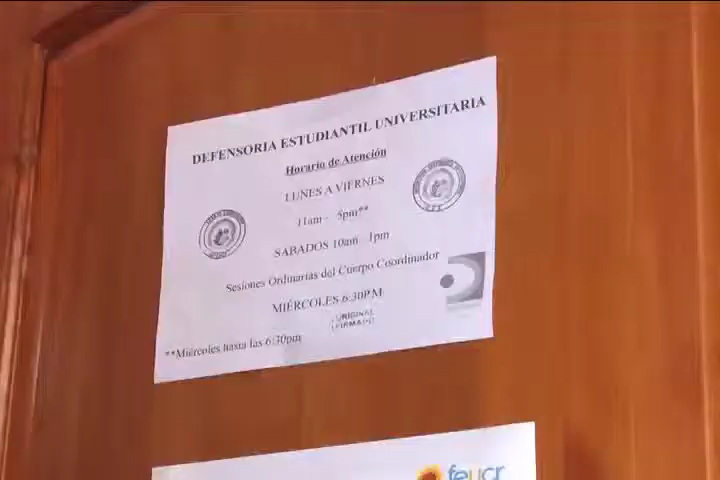 DEFENSORIA ESTUDIANTIL UNIVERSITARIA
Horario de Atención
LUNES A VIERNES
11am - 5pm**
SABADOS 10am - 1pm
Sesiones Ordinarias del Cuerpo Coordinador
MIÉRCOLES 6:30PM
ORIGINAL
FIRMADO
**Miércoles hasta las 6:30pm
feucr